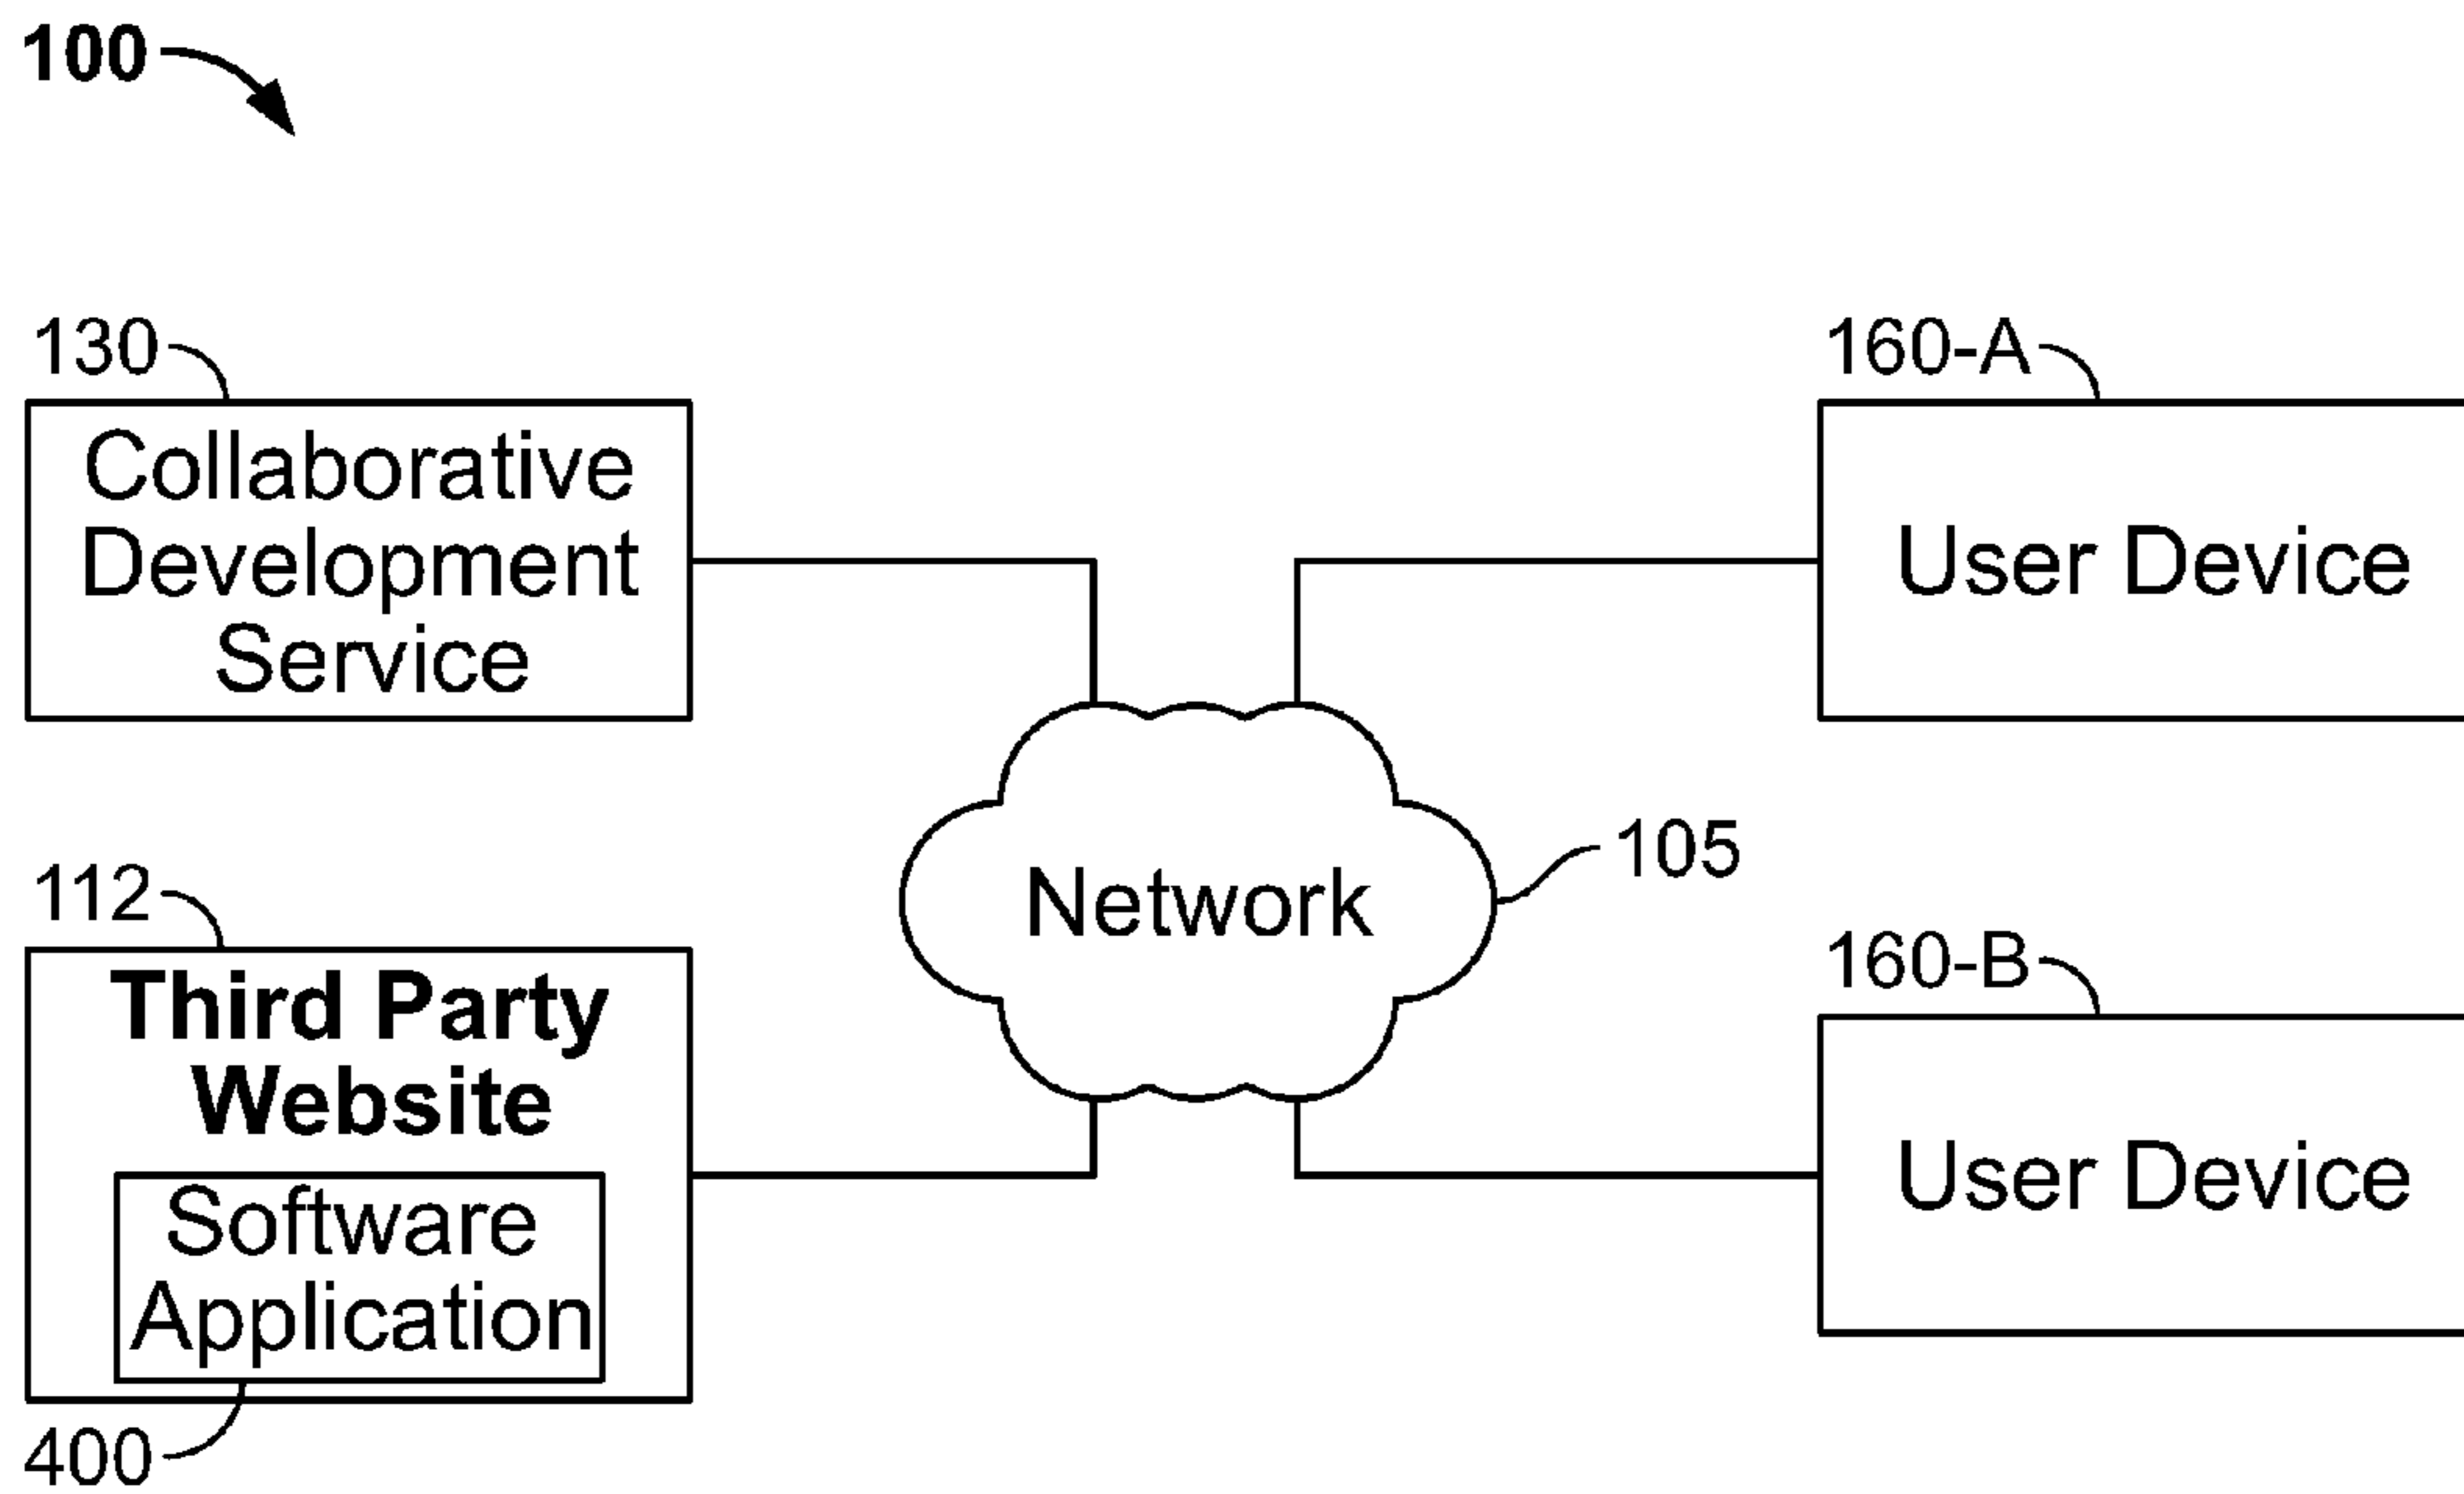 100
130
Collaborative
Development
Service
160-A
User Device
Network
105
112
Third Party
Website
Software
Application
400
160-B
User Device